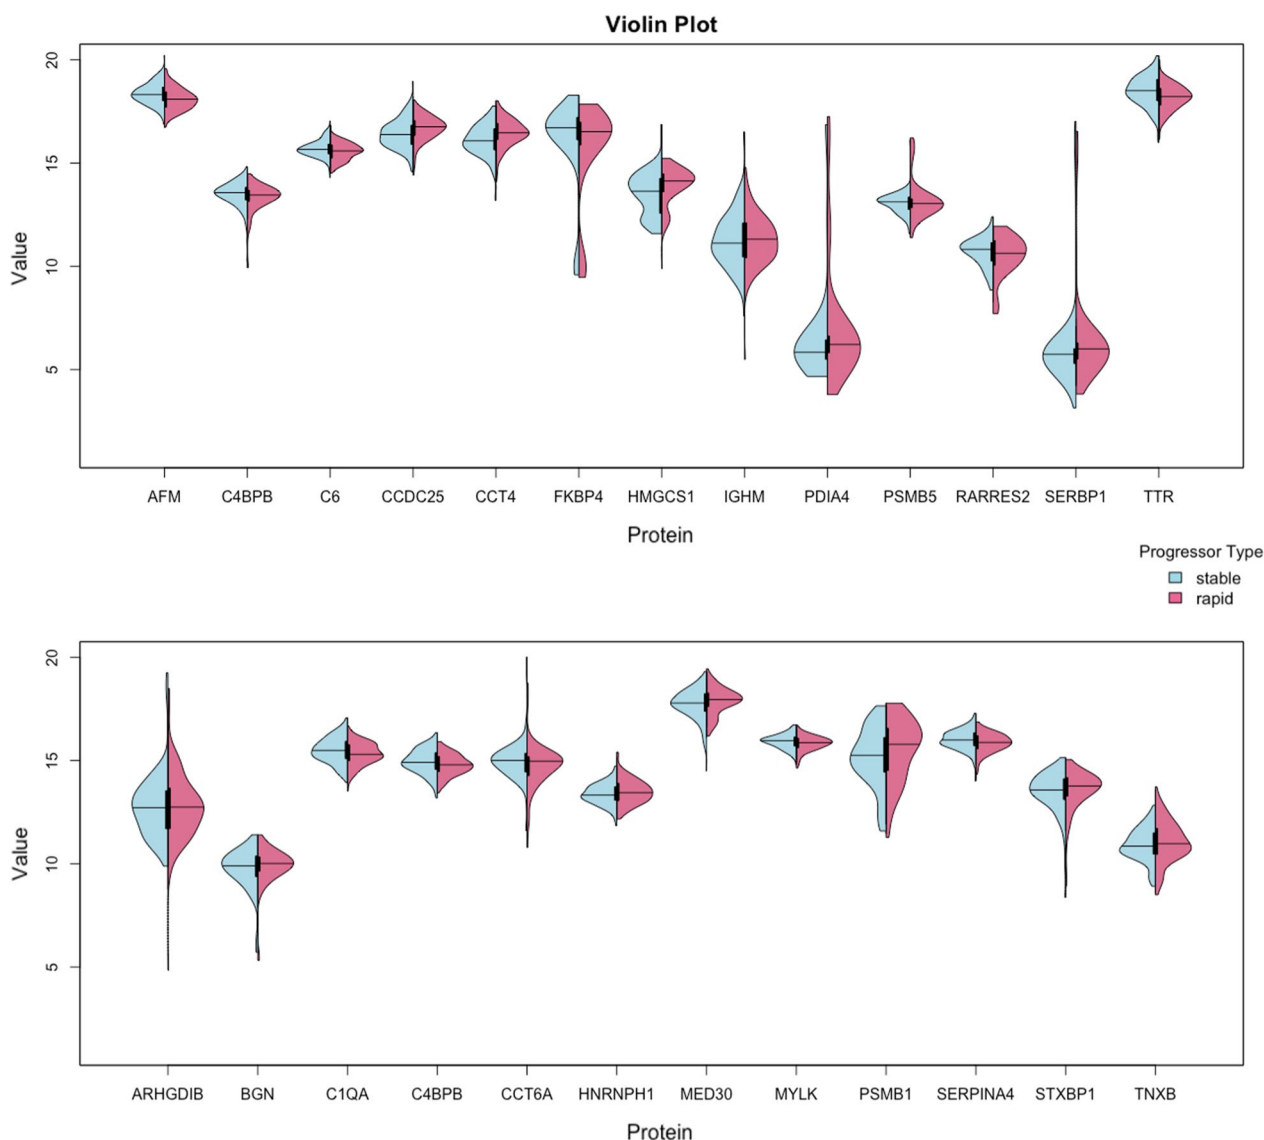 Violin Plot
20
15
10
5
Value
AFM C4BPB C6 CCDC25 CCT4 FKBP4 HMGCS1 IGHM PDIA4 PSMB5 RARRES2 SERBP1 TTR
Protein
Progressor Type
stable
rapid
20
15
10
5
Value
ARHGDIB BGN C1QA C4BPB CCT6A HNRNPH1 MED30 MYLK PSMB1 SERPINA4 STXBP1 TNXB
Protein